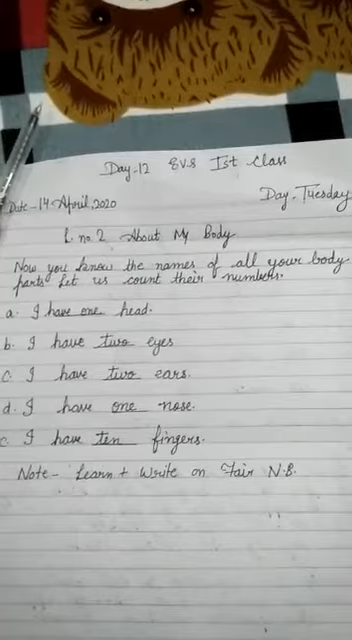 Day-12 EVS Ist Class
Date-14 April, 2020 Day-Tuesday
L.no.2 About My Body
Now you know the names of all your body
parts Let us count their numbers.
a. I have one head.
b. I have two eyes
c. I have two ears.
d. I have one nose.
e. I have ten fingers.
Note- Learn + Write on Fair N.B.